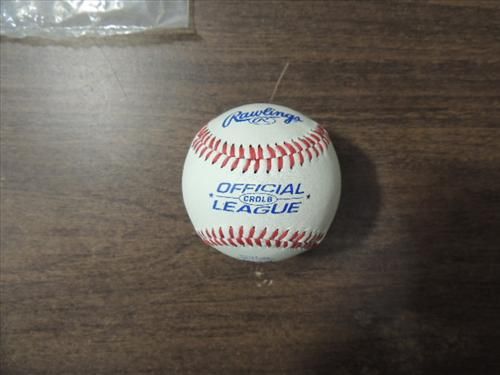 Rawlings
R
OFFICIAL
CROLB
LEAGUE